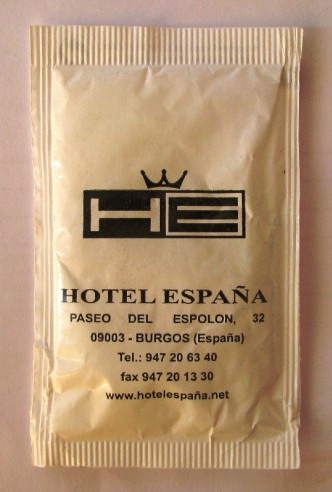 HE
HOTEL ESPAÑA
PASEO DEL ESPOLON, 32
09003 - BURGOS (España)
Tel.: 947 20 63 40
fax 947 20 13 30
www.hotelespaña.net